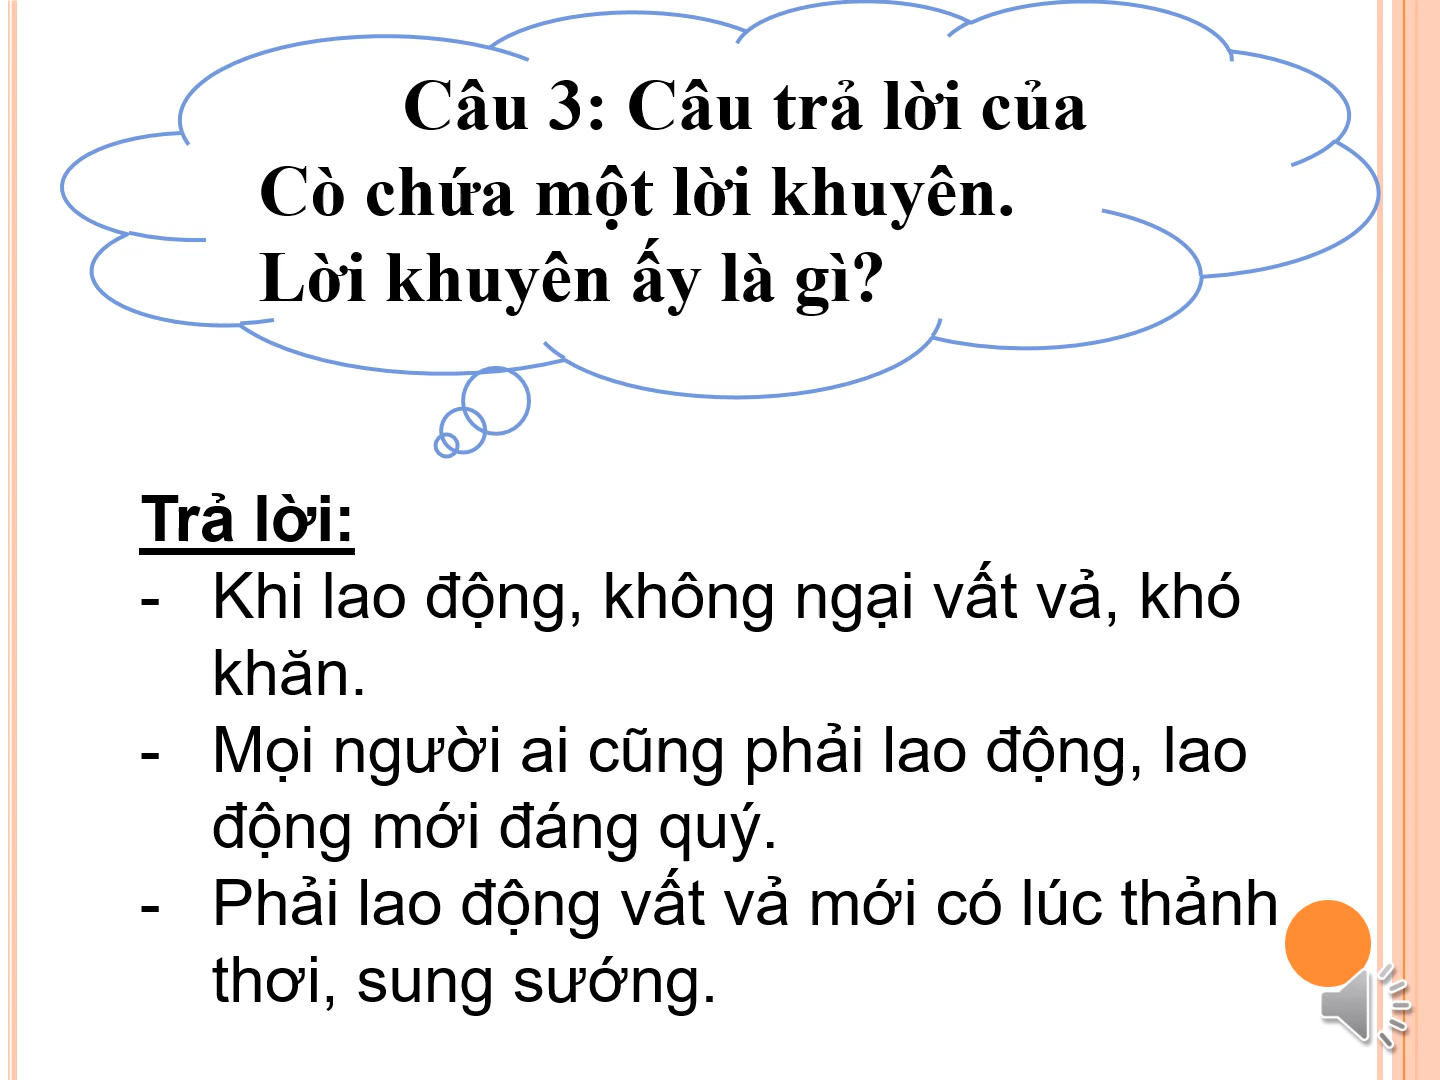 Câu 3: Câu trả lời của
Cò chứa một lời khuyên.
Lời khuyên ấy là gì?
Trả lời:
- Khi lao động, không ngại vất vả, khó
khăn.
- Mọi người ai cũng phải lao động, lao
động mới đáng quý.
- Phải lao động vất vả mới có lúc thảnh
thơi, sung sướng.